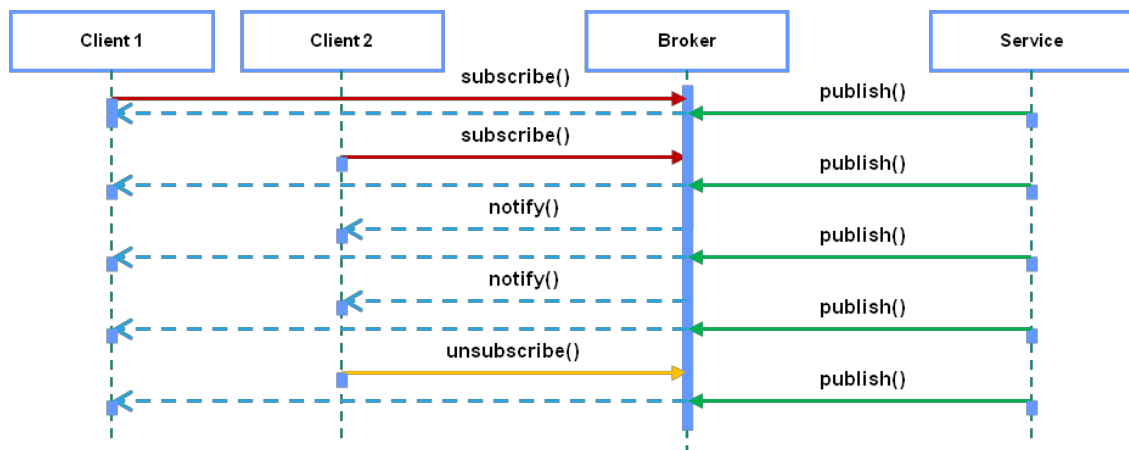 Client 1
Client 2
Broker
Service
subscribe()
publish()
subscribe()
publish()
notify()
publish()
notify()
publish()
unsubscribe()
publish()